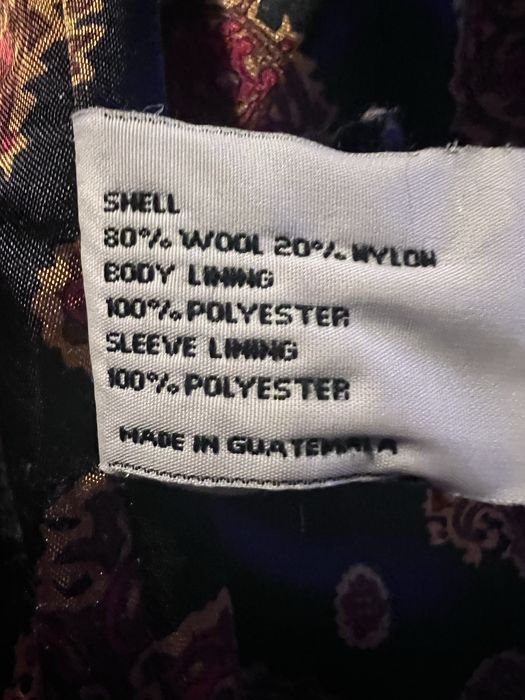 SHELL
80% WOOL 20% NYLON
BODY LINING
100% POLYESTER
SLEEVE LINING
100% POLYESTER
MADE IN GUATEMALA